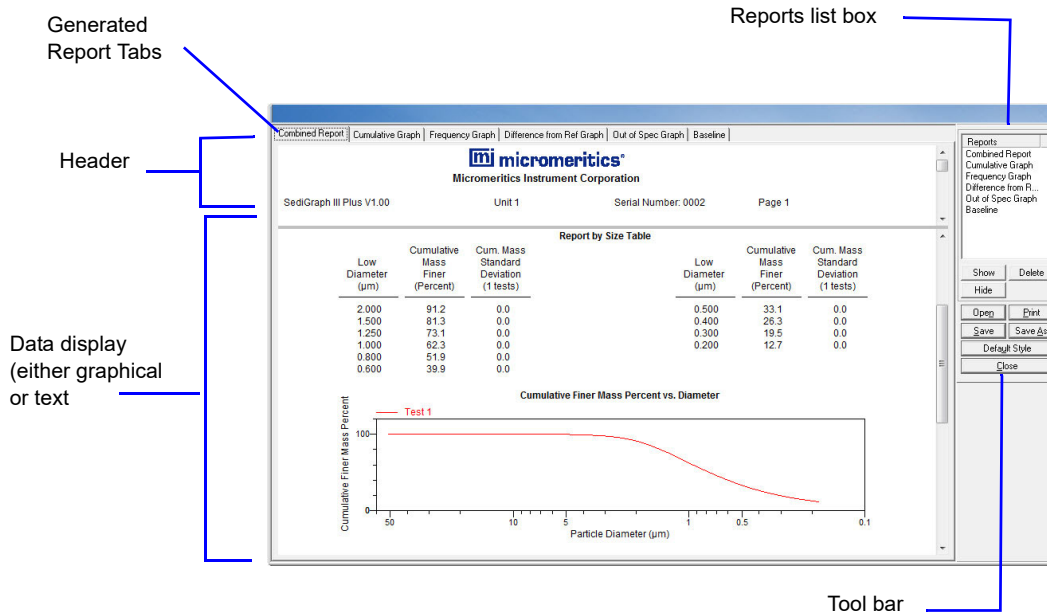 Generated
Report Tabs
Reports list box
Header
Data display
(either graphical
or text
Tool bar
Combined Report Cumulative Graph Frequency Graph Difference from Ref Graph Out of Spec Graph Baseline
mi micromeritics®
Micromeritics Instrument Corporation
SediGraph III Plus V1.00 Unit 1 Serial Number: 0002 Page 1
Report by Size Table
Low Diameter (µm) Cumulative Mass Finer (Percent) Cum. Mass Standard Deviation (1 tests)
2.000 91.2 0.0
1.500 81.3 0.0
1.250 73.1 0.0
1.000 62.3 0.0
0.800 51.9 0.0
0.600 39.9 0.0
Low Diameter (µm) Cumulative Mass Finer (Percent) Cum. Mass Standard Deviation (1 tests)
0.500 33.1 0.0
0.400 26.3 0.0
0.300 19.5 0.0
0.200 12.7 0.0
Cumulative Finer Mass Percent vs. Diameter
Test 1
Cumulative Finer Mass Percent
100
0
50 10 5 1 0.5 0.1
Particle Diameter (µm)
Reports
Combined Report
Cumulative Graph
Frequency Graph
Difference from R...
Out of Spec Graph
Baseline
Show Delete
Hide
Open Print
Save Save As
Default Style
Close